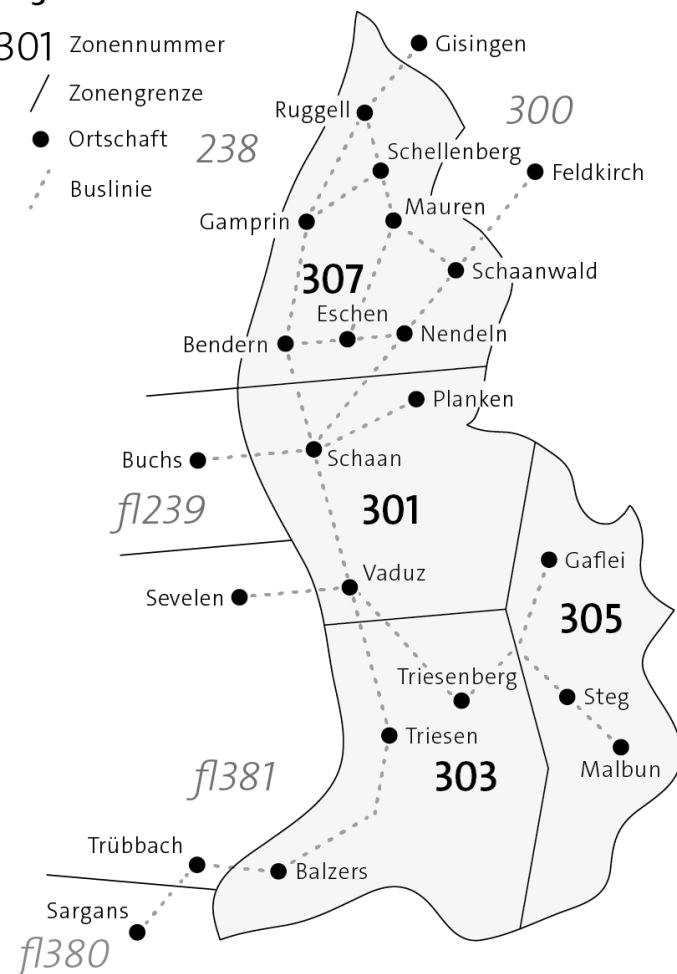 301 Zonennummer
Zonengrenze
Ortschaft
Buslinie
Gisingen
Ruggell
300
238
Schellenberg
Feldkirch
Gamprin
Mauren
307
Schaanwald
Eschen
Bendern
Nendeln
Planken
Buchs
Schaan
fl239
301
Gaflei
Vaduz
Sevelen
305
Triesenberg
Steg
Triesen
fl381
303
Malbun
Trübbach
Balzers
Sargans
fl380